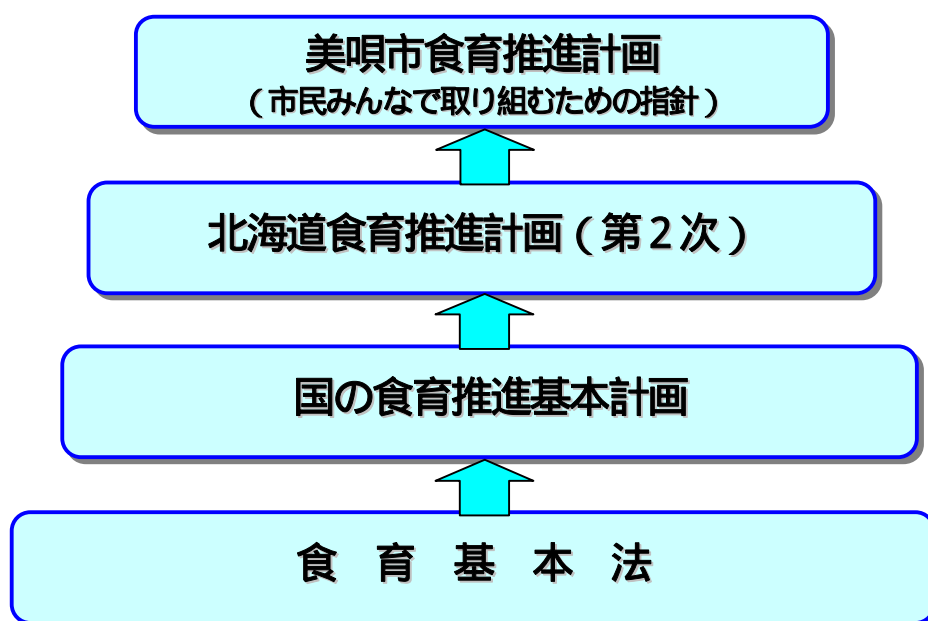 美唄市食育推進計画
（市民みんなで取り組むための指針）
北海道食育推進計画（第２次）
国の食育推進基本計画
食　育　基　本　法